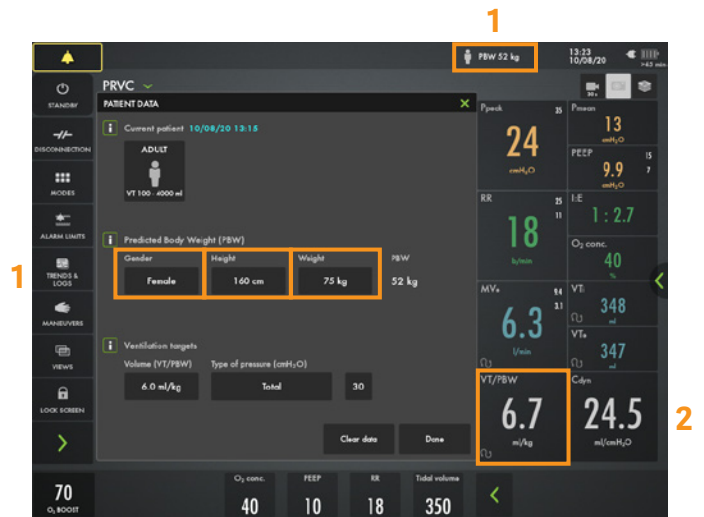 1
PBW 52 kg
13:23
10/08/20
>65 min
STANDBY
PRVC
30 s
DISCONNECTION
PATIENT DATA
Current patient 10/08/20 13:15
ADULT
VT 100 - 4000 ml
MODES
ALARM LIMITS
Predicted Body Weight (PBW)
Gender Height Weight PBW
Female 160 cm 75 kg 52 kg
1
TRENDS &
LOGS
MANEUVERS
Ventilation targets
Volume (VT/PBW) Type of pressure (cmH2O)
6.0 ml/kg Total 30
VIEWS
LOCK SCREEN
Clear data Done
Ppeak 35
24
cmH2O
Pmean
13
cmH2O
PEEP 15
9.9 7
cmH2O
RR 25
11
18
b/min
I:E
1 : 2.7
O2 conc.
40
%
MVe 9.4
3.1
6.3
l/min
VTi
348
ml
VTe
347
ml
VT/PBW
6.7
ml/kg
Cdyn
24.5
ml/cmH2O
2
70
O2 BOOST
O2 conc. PEEP RR Tidal volume
40 10 18 350